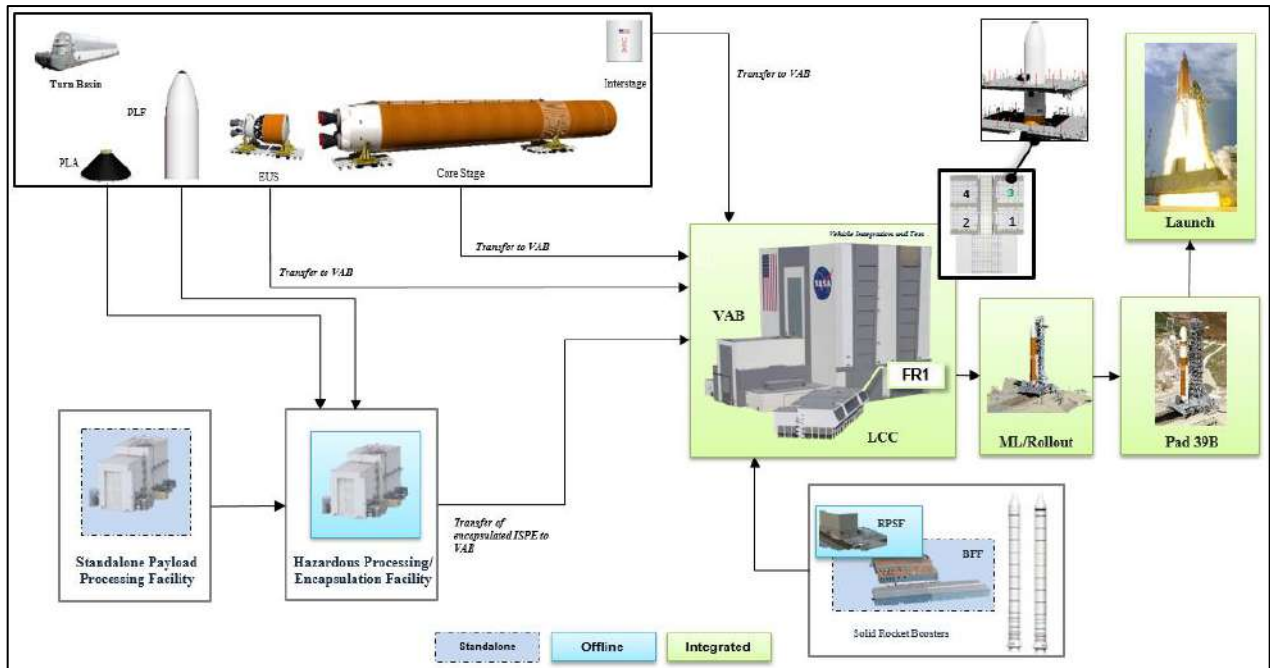 Turn Basin
PLF
PLA
EUS
Core Stage
Interstage
Transfer to VAB
Transfer to VAB
Transfer to VAB
4
3
2
1
Launch
Vehicle Integration and Test
NASA
VAB
FR1
LCC
ML/Rollout
Pad 39B
Standalone Payload
Processing Facility
Hazardous Processing/
Encapsulation Facility
Transfer of
encapsulated ISPE to
VAB
RPSF
BFF
Solid Rocket Boosters
Standalone
Offline
Integrated